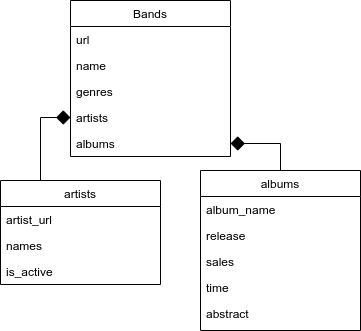 Bands
url
name
genres
artists
albums
artists
artist_url
names
is_active
albums
album_name
release
sales
time
abstract